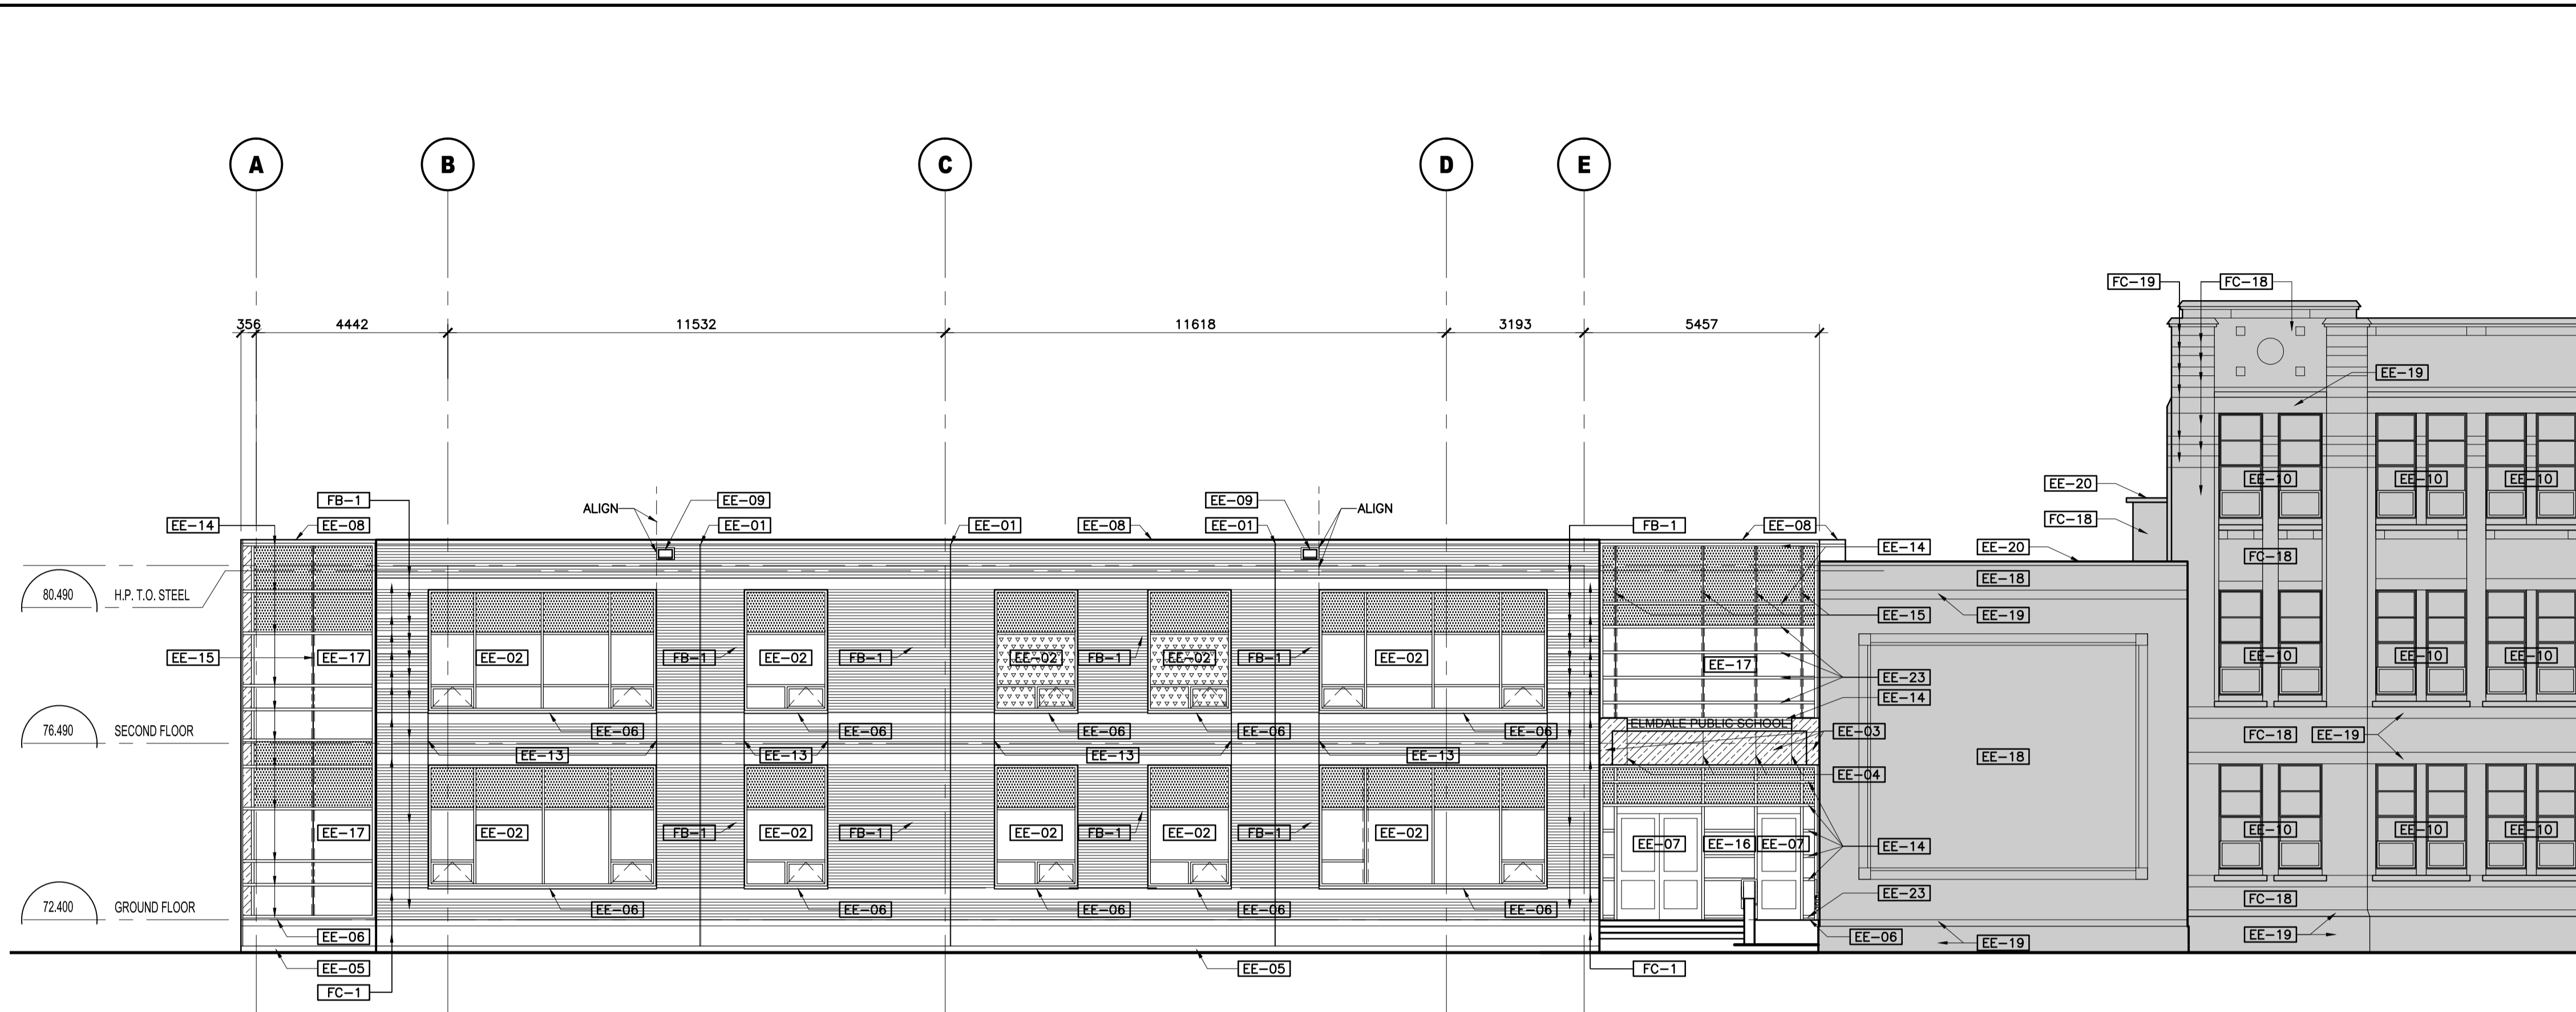 A B C D E
FC-19 FC-18
356 4442 11532 11618 3193 5457
EE-19
EE-10 EE-10 EE-10
EE-20
FB-1 EE-09 EE-09
ALIGN ALIGN
FC-18
EE-14 EE-08 EE-01 EE-01 EE-08 EE-01 FB-1 EE-08
EE-14 EE-20
FC-18
EE-18
80.490 H.P. T.O. STEEL
EE-15 EE-19
EE-15 EE-17 EE-02 FB-1 EE-02 FB-1 EE-02 FB-1 EE-02 FB-1 EE-02 EE-17 EE-10 EE-10 EE-10
EE-23
EE-14
ELMDALE PUBLIC SCHOOL
76.490 SECOND FLOOR EE-06 EE-06 EE-06 EE-06 EE-06 EE-03 FC-18 EE-19
EE-13 EE-13 EE-13 EE-13 EE-18
EE-04
EE-17 EE-02 FB-1 EE-02 FB-1 EE-02 FB-1 EE-02 FB-1 EE-02 EE-10 EE-10 EE-10
EE-07 EE-16 EE-07 EE-14
EE-23 FC-18
72.400 GROUND FLOOR EE-06 EE-06 EE-06 EE-06 EE-06
EE-06 EE-06 EE-19 EE-19
EE-05 EE-05 FC-1
FC-1